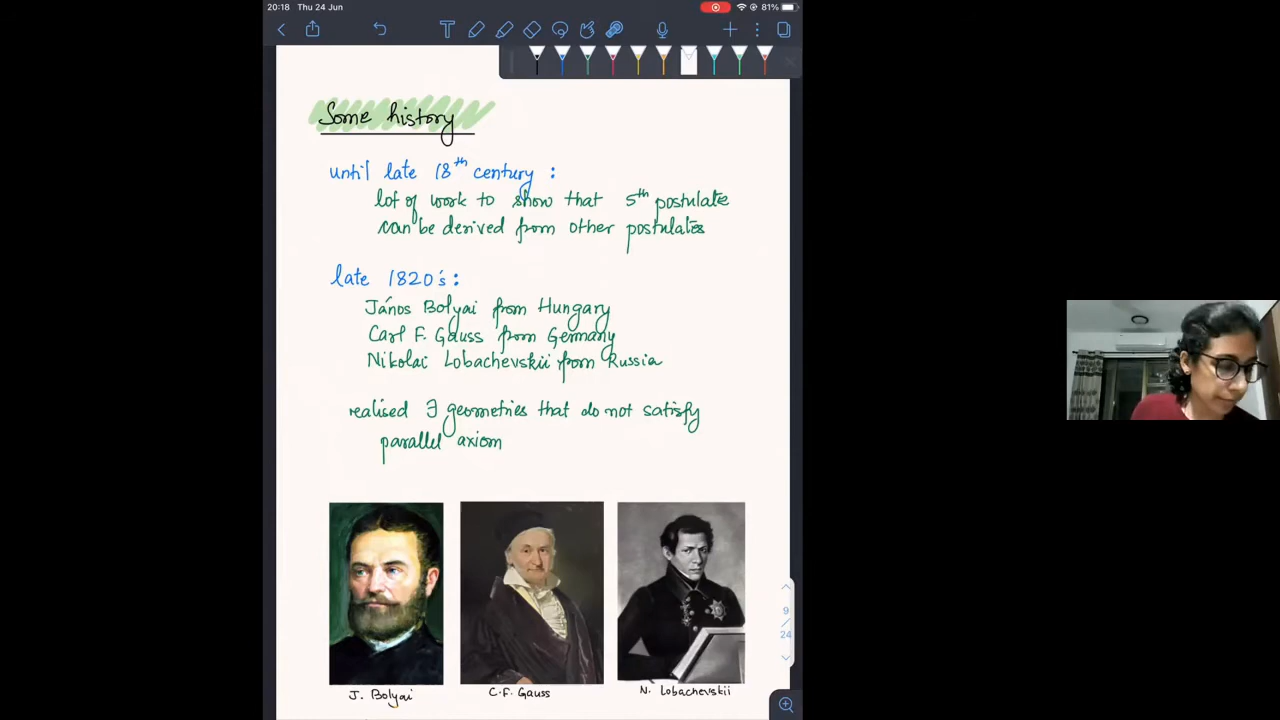 20:18 Thu 24 Jun
81%
Some history
until late 18th century :
lot of work to show that 5th postulate
can be derived from other postulates
late 1820's :
János Bolyai from Hungary
Carl F. Gauss from Germany
Nikolai Lobachevskii from Russia
realised ∃ geometries that do not satisfy
parallel axiom
9
/
24
J. Bolyai
C.F. Gauss
N. Lobachevskii